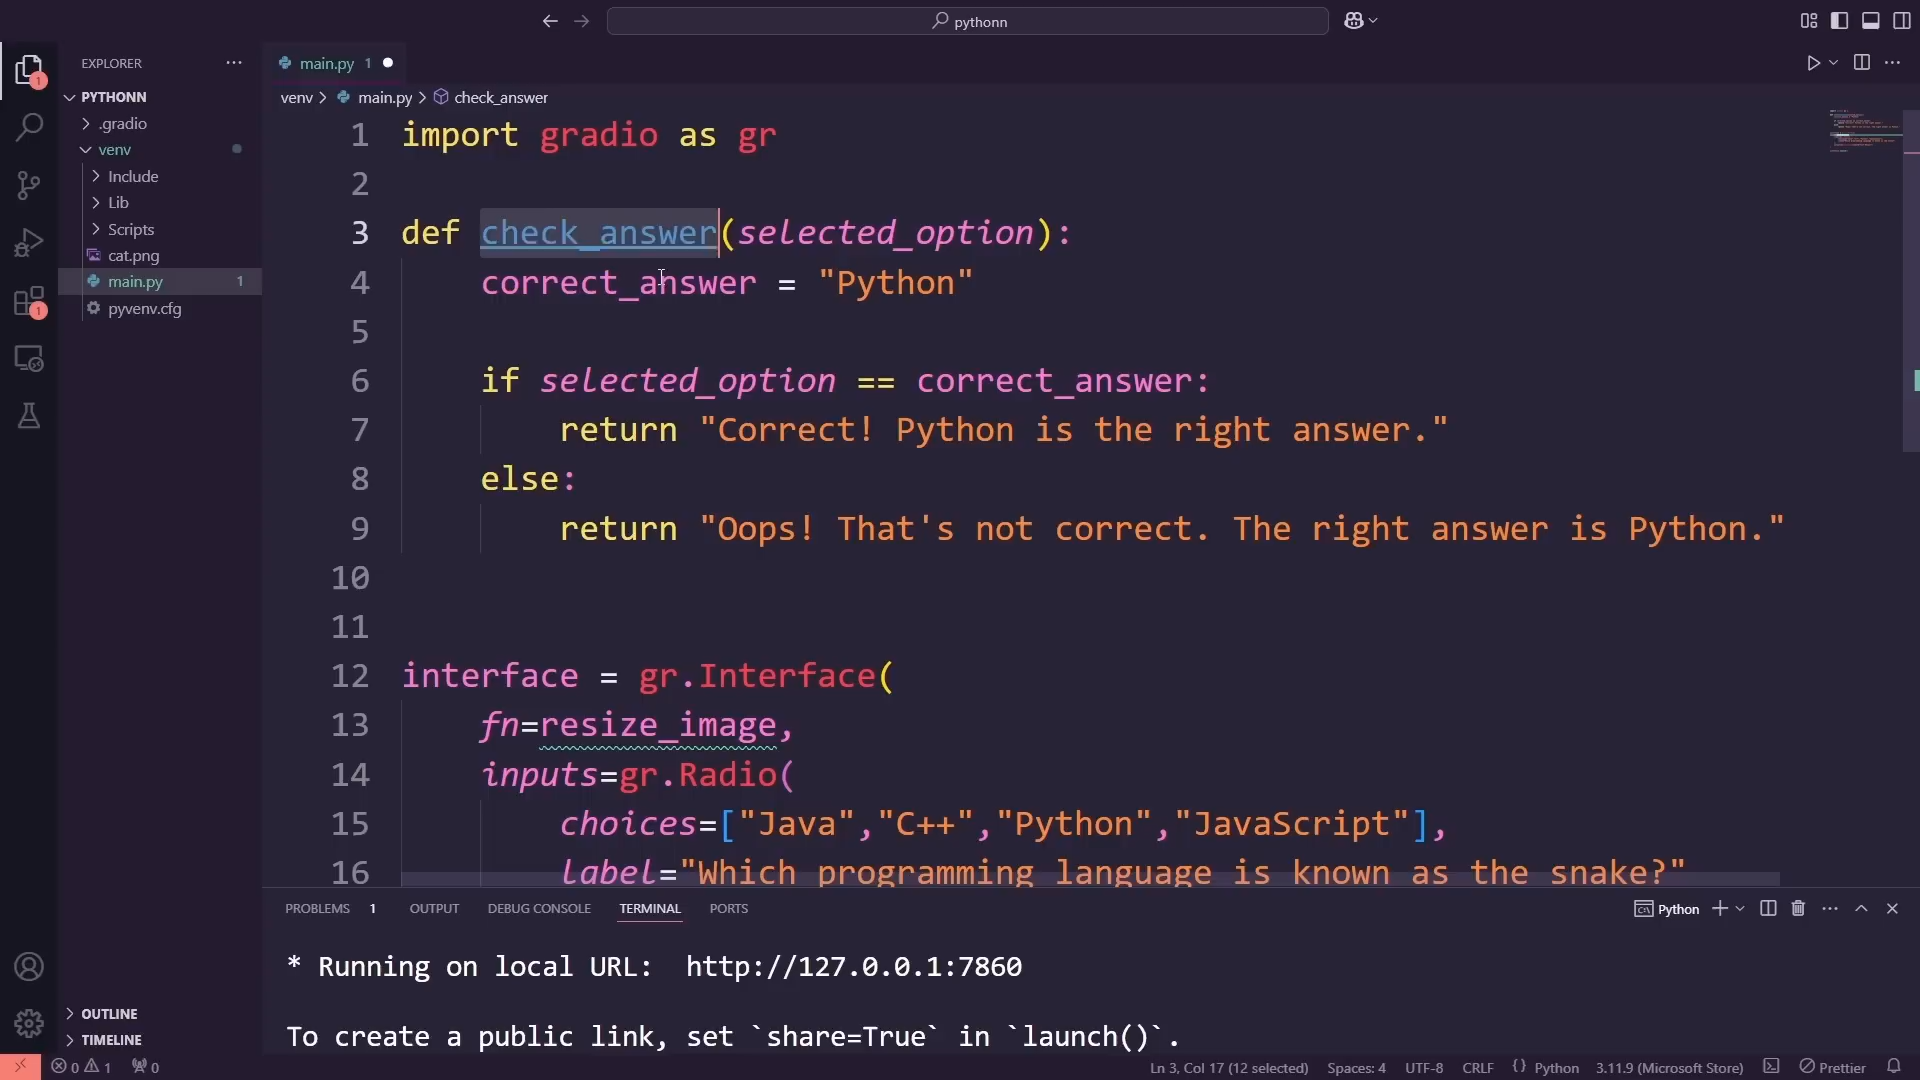 pythonn
EXPLORER
main.py 1
PYTHONN
venv > main.py > check_answer
.gradio
venv
Include
Lib
Scripts
cat.png
main.py 1
pyvenv.cfg
1
1
1 import gradio as gr
2
3 def check_answer(selected_option):
4 correct_answer = "Python"
5
6 if selected_option == correct_answer:
7 return "Correct! Python is the right answer."
8 else:
9 return "Oops! That's not correct. The right answer is Python."
10
11
12 interface = gr.Interface(
13 fn=resize_image,
14 inputs=gr.Radio(
15 choices=["Java","C++","Python","JavaScript"],
16 label="Which programming language is known as the snake?"
PROBLEMS 1 OUTPUT DEBUG CONSOLE TERMINAL PORTS Python
* Running on local URL: http://127.0.0.1:7860
To create a public link, set `share=True` in `launch()`.
OUTLINE
TIMELINE
0 1 0 Ln 3, Col 17 (12 selected) Spaces: 4 UTF-8 CRLF {} Python 3.11.9 (Microsoft Store) Prettier